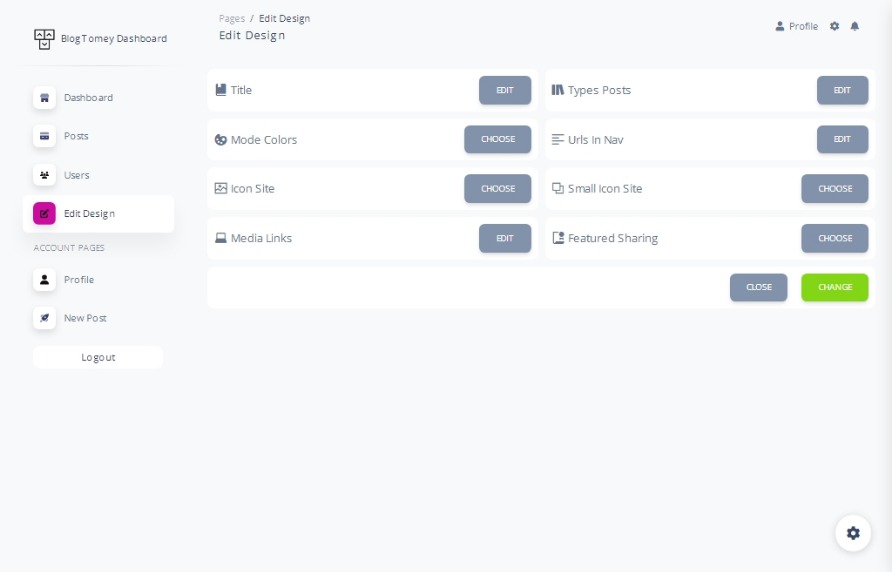 BlogTomey Dashboard
Dashboard
Posts
Users
Edit Design
ACCOUNT PAGES
Profile
New Post
Logout
Pages / Edit Design
Edit Design
Profile
Title EDIT
Types Posts EDIT
Mode Colors CHOOSE
Urls In Nav EDIT
Icon Site CHOOSE
Small Icon Site CHOOSE
Media Links EDIT
Featured Sharing CHOOSE
CLOSE CHANGE